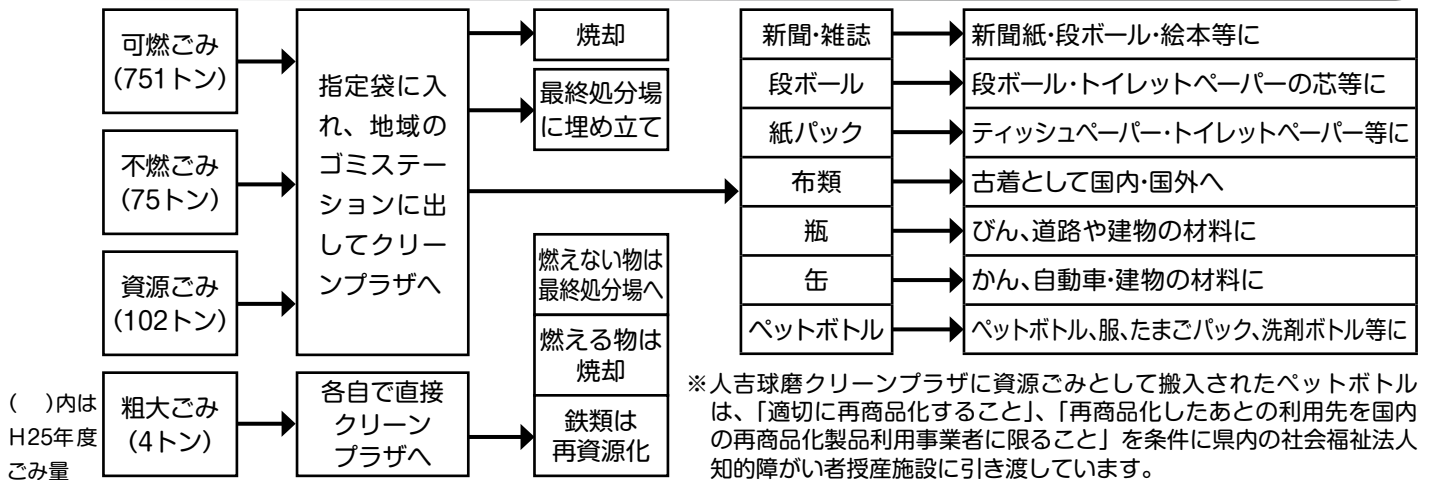 可燃ごみ
(751トン)
不燃ごみ
(75トン)
資源ごみ
(102トン)
粗大ごみ
(4トン)
(　)内は
H25年度
ごみ量
指定袋に入
れ、地域の
ゴミステー
ションに出
してクリー
ンプラザへ
各自で直接
クリーン
プラザへ
焼却
最終処分場
に埋め立て
燃えない物は
最終処分場へ
燃える物は
焼却
鉄類は
再資源化
新聞・雑誌
新聞紙・段ボール・絵本等に
段ボール
段ボール・トイレットペーパーの芯等に
紙パック
ティッシュペーパー・トイレットペーパー等に
布類
古着として国内・国外へ
瓶
びん、道路や建物の材料に
缶
かん、自動車・建物の材料に
ペットボトル
ペットボトル、服、たまごパック、洗剤ボトル等に
※人吉球磨クリーンプラザに資源ごみとして搬入されたペットボトル
は、「適切に再商品化すること」、「再商品化したあとの利用先を国内
の再商品化製品利用事業者に限ること」を条件に県内の社会福祉法人
知的障がい者授産施設に引き渡しています。